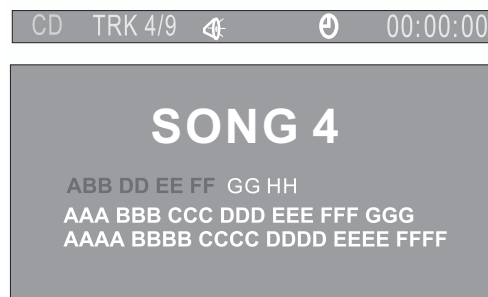 CD TRK 4/9 00:00:00
SONG 4
ABB DD EE FF GG HH
AAA BBB CCC DDD EEE FFF GGG
AAAA BBBB CCCC DDDD EEEE FFFF